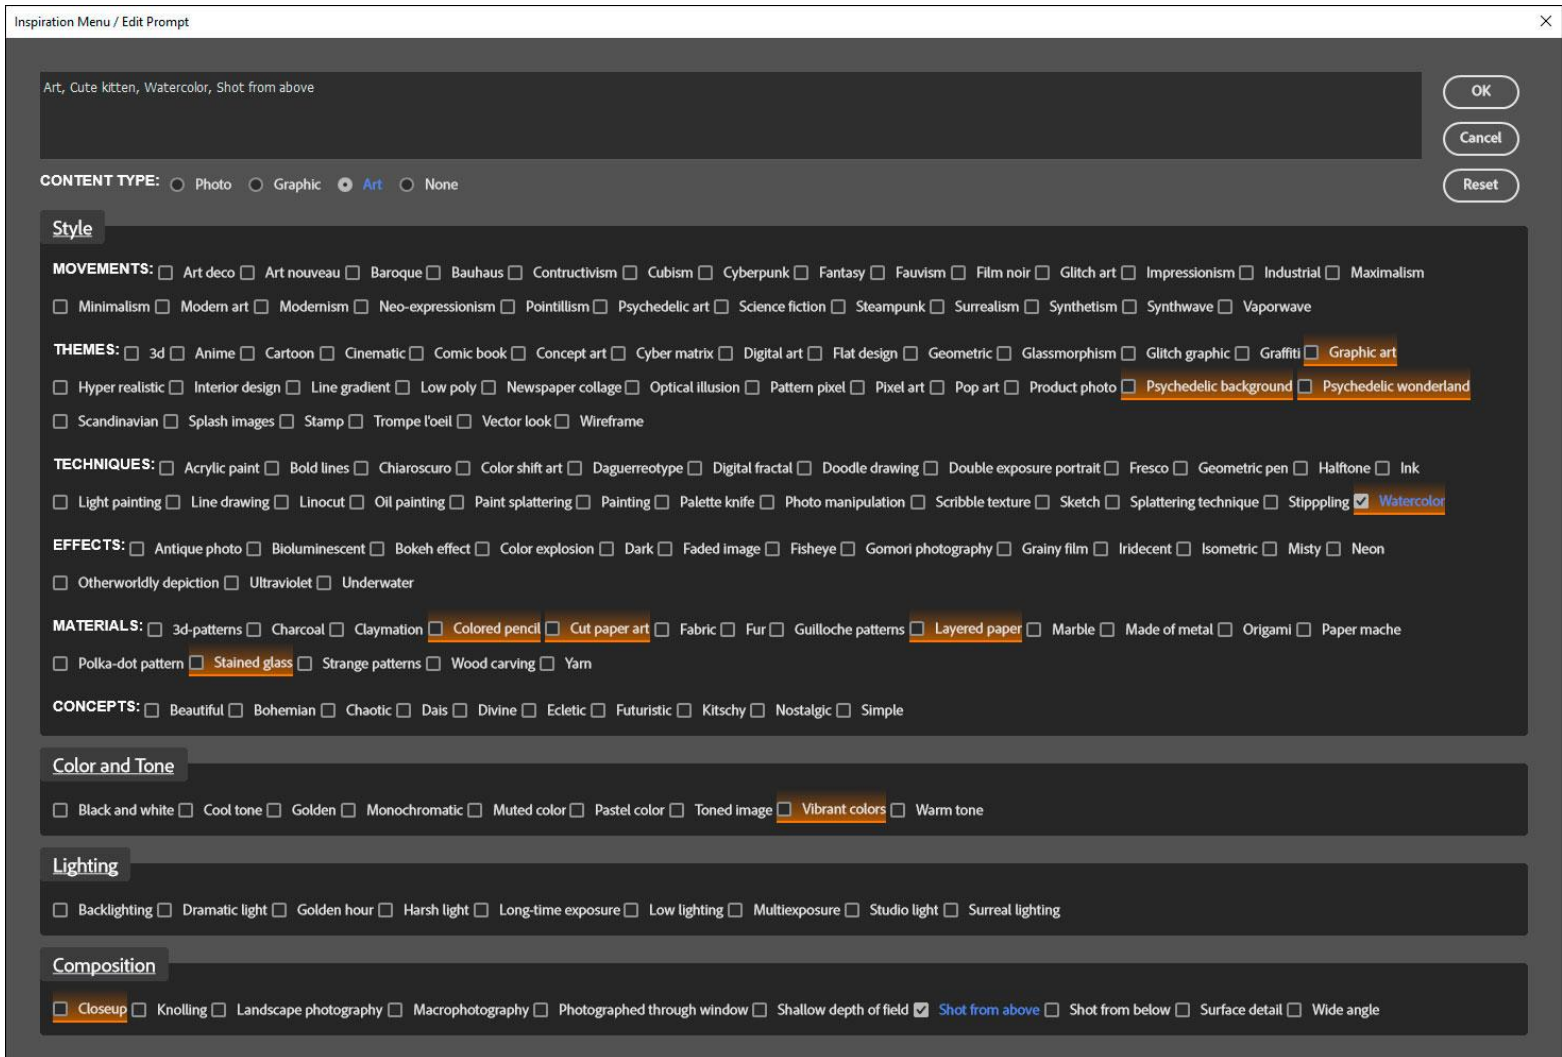 Inspiration Menu / Edit Prompt
Art, Cute kitten, Watercolor, Shot from above
OK
Cancel
CONTENT TYPE: Photo Graphic Art None
Reset
Style
MOVEMENTS: Art deco Art nouveau Baroque Bauhaus Contructivism Cubism Cyberpunk Fantasy Fauvism Film noir Glitch art Impressionism Industrial Maximalism
Minimalism Modern art Modernism Neo-expressionism Pointillism Psychedelic art Science fiction Steampunk Surrealism Synthetism Synthwave Vaporwave
THEMES: 3d Anime Cartoon Cinematic Comic book Concept art Cyber matrix Digital art Flat design Geometric Glassmorphism Glitch graphic Graffiti Graphic art
Hyper realistic Interior design Line gradient Low poly Newspaper collage Optical illusion Pattern pixel Pixel art Pop art Product photo Psychedelic background Psychedelic wonderland
Scandinavian Splash images Stamp Trompe l'oeil Vector look Wireframe
TECHNIQUES: Acrylic paint Bold lines Chiaroscuro Color shift art Daguerreotype Digital fractal Doodle drawing Double exposure portrait Fresco Geometric pen Halftone Ink
Light painting Line drawing Linocut Oil painting Paint splattering Painting Palette knife Photo manipulation Scribble texture Sketch Splattering technique Stipppling Watercolor
EFFECTS: Antique photo Bioluminescent Bokeh effect Color explosion Dark Faded image Fisheye Gomori photography Grainy film Iridecent Isometric Misty Neon
Otherworldly depiction Ultraviolet Underwater
MATERIALS: 3d-patterns Charcoal Claymation Colored pencil Cut paper art Fabric Fur Guilloche patterns Layered paper Marble Made of metal Origami Paper mache
Polka-dot pattern Stained glass Strange patterns Wood carving Yarn
CONCEPTS: Beautiful Bohemian Chaotic Dais Divine Ecletic Futuristic Kitschy Nostalgic Simple
Color and Tone
Black and white Cool tone Golden Monochromatic Muted color Pastel color Toned image Vibrant colors Warm tone
Lighting
Backlighting Dramatic light Golden hour Harsh light Long-time exposure Low lighting Multiexposure Studio light Surreal lighting
Composition
Closeup Knolling Landscape photography Macrophotography Photographed through window Shallow depth of field Shot from above Shot from below Surface detail Wide angle